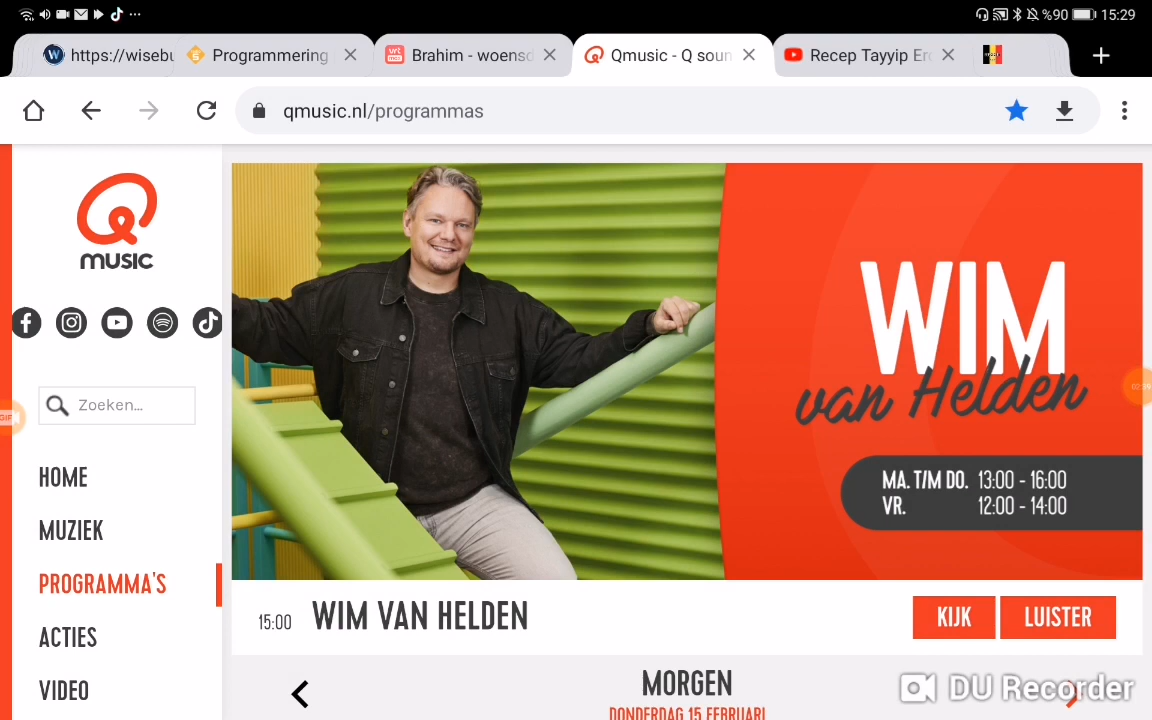 %90 15:29
https://wisebu
Programmering
Brahim - woensd
Qmusic - Q soun
Recep Tayyip Erd
qmusic.nl/programmas
MUSIC
Zoeken...
HOME
MUZIEK
PROGRAMMA'S
ACTIES
VIDEO
WIM
van Helden
MA. T/M DO. 13:00 - 16:00
VR. 12:00 - 14:00
15:00 WIM VAN HELDEN
KIJK
LUISTER
MORGEN
DONDERDAG 15 FEBRUARI
DU Recorder
GIF